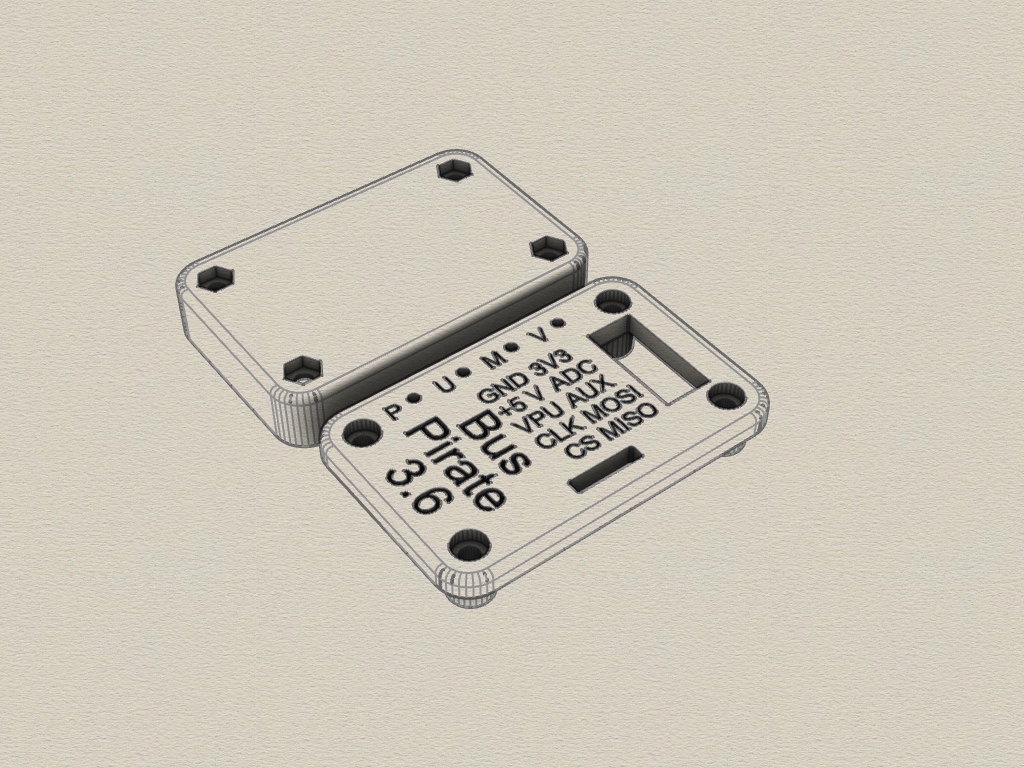 P U M V
GND 3V3
+5 V ADC
VPU AUX
CLK MOSI
CS MISO
Bus
Pirate
3.6